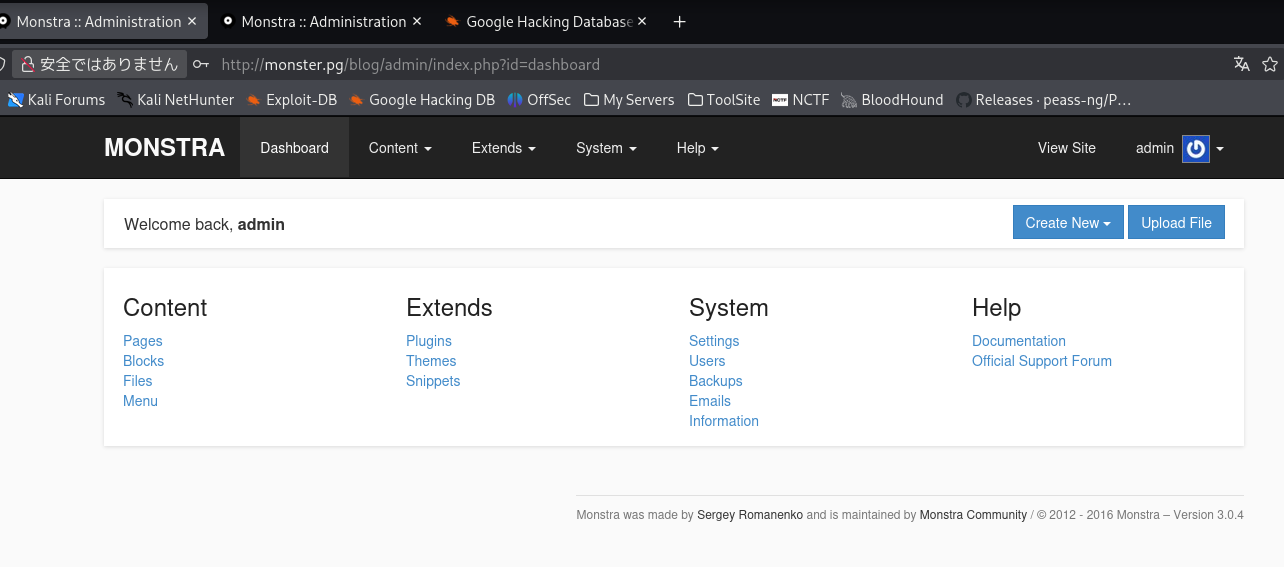 Monstra :: Administration
Monstra :: Administration
Google Hacking Database
安全ではありません
http://monster.pg/blog/admin/index.php?id=dashboard
Kali Forums
Kali NetHunter
Exploit-DB
Google Hacking DB
OffSec
My Servers
ToolSite
NCTF
NCTF
BloodHound
Releases · peass-ng/P…
MONSTRA
Dashboard
Content
Extends
System
Help
View Site
admin
Welcome back, admin
Create New
Upload File
Content
Pages
Blocks
Files
Menu
Extends
Plugins
Themes
Snippets
System
Settings
Users
Backups
Emails
Information
Help
Documentation
Official Support Forum
Monstra was made by Sergey Romanenko and is maintained by Monstra Community / © 2012 - 2016 Monstra – Version 3.0.4